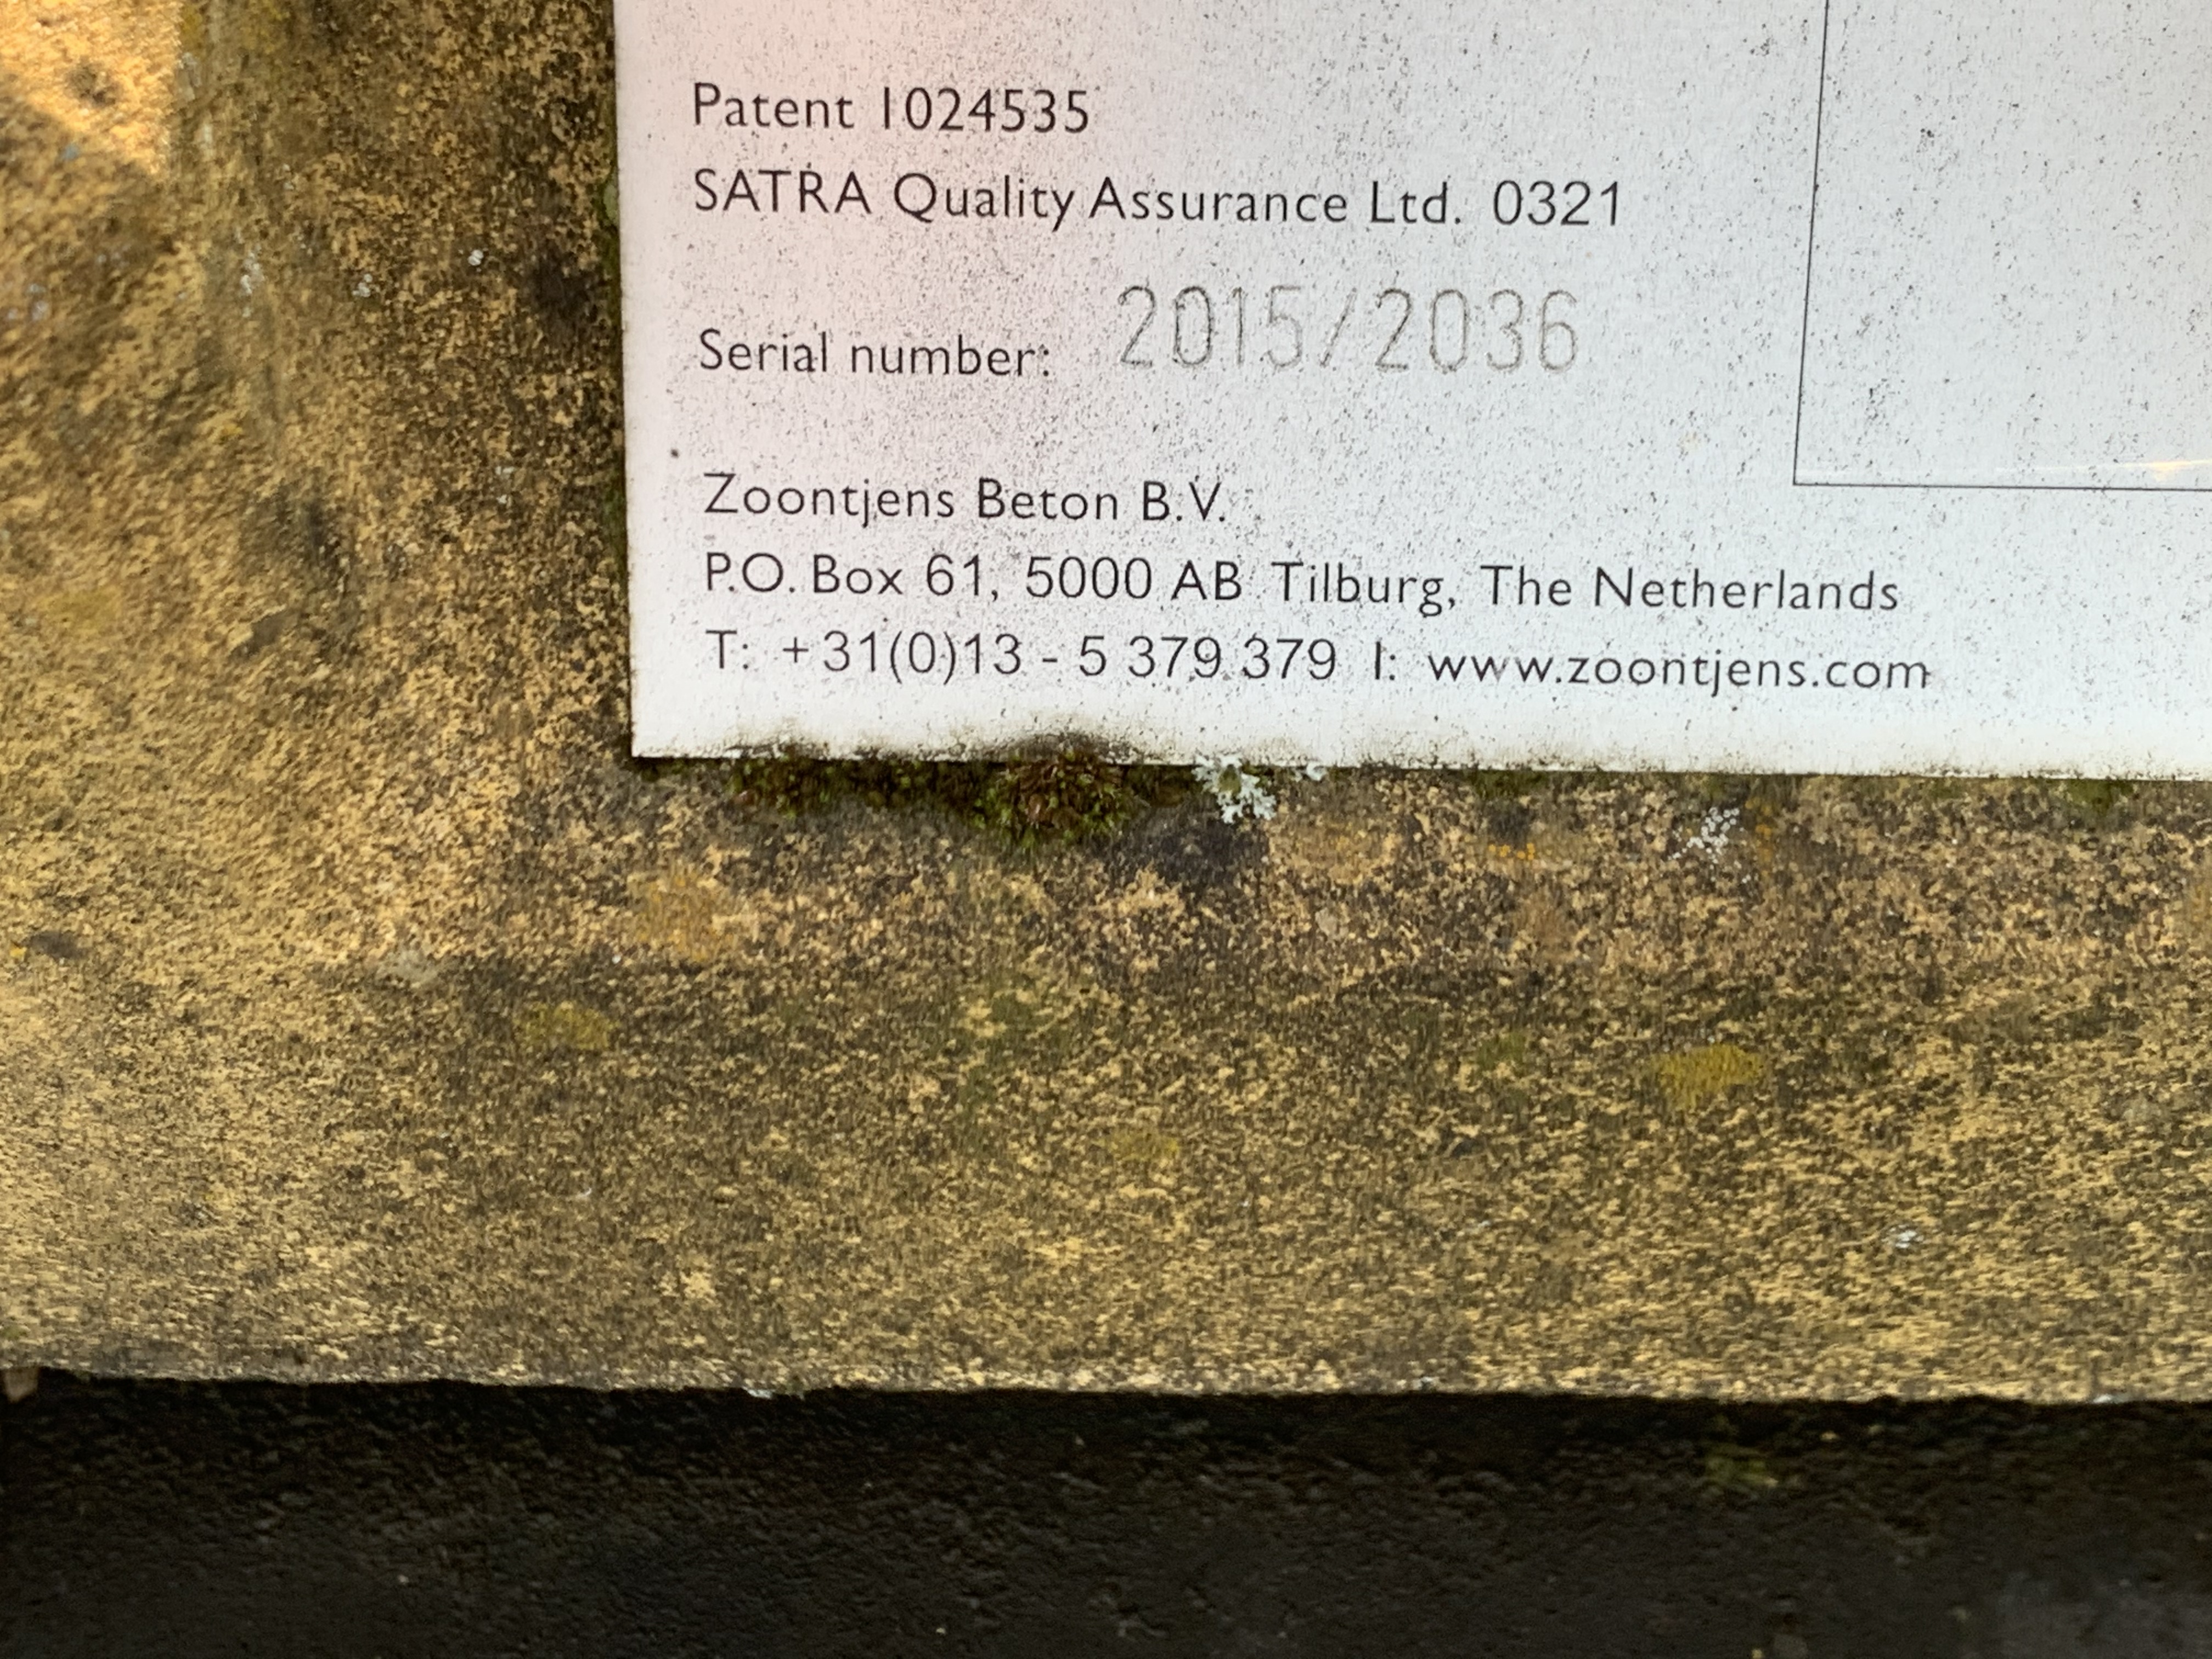 Patent 1024535
SATRA Quality Assurance Ltd. 0321
Serial number: 2015/2036
Zoontjens Beton B.V.
P.O. Box 61, 5000 AB Tilburg, The Netherlands
T: +31(0)13 - 5 379 379 I: www.zoontjens.com